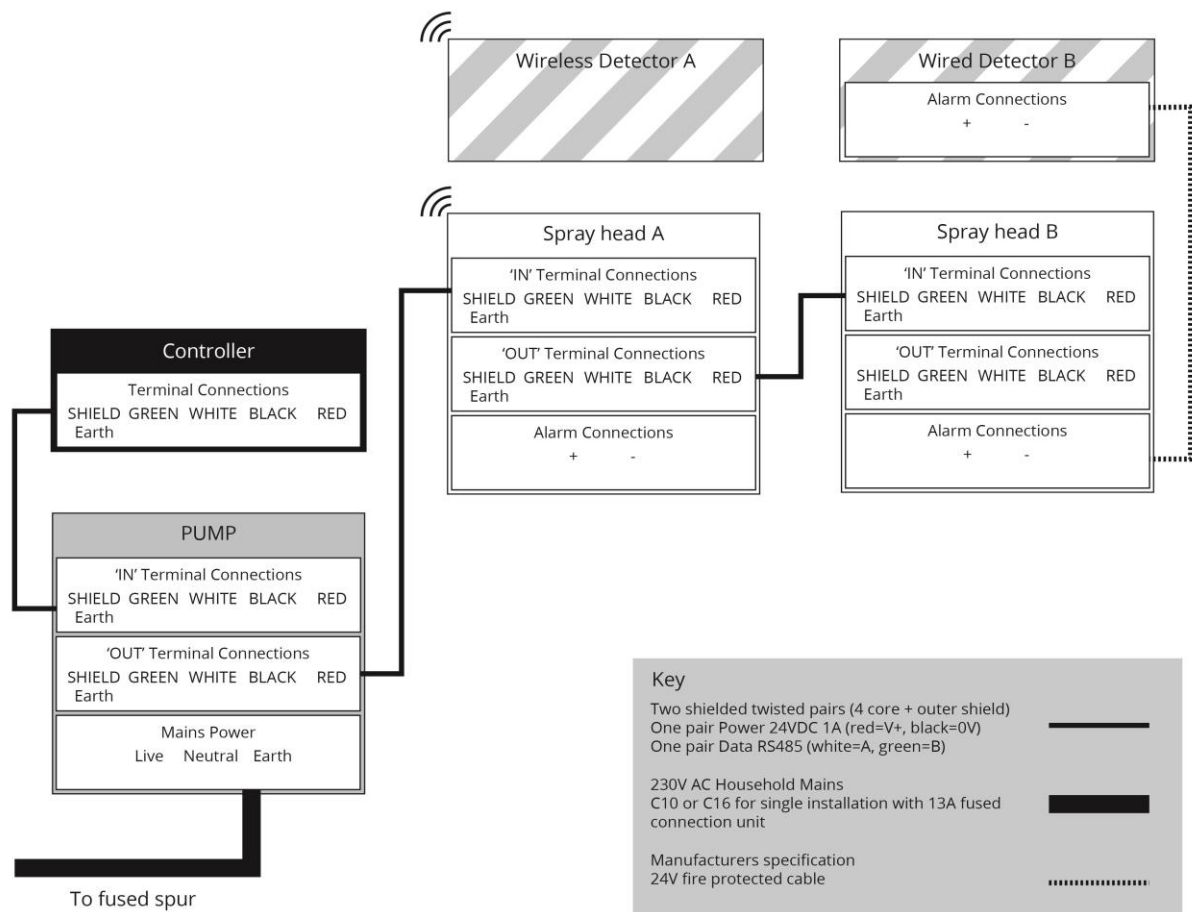 Wireless Detector A
Wired Detector B
Alarm Connections
+ -
Spray head A
'IN' Terminal Connections
SHIELD GREEN WHITE BLACK RED
Earth
'OUT' Terminal Connections
SHIELD GREEN WHITE BLACK RED
Earth
Alarm Connections
+ -
Spray head B
'IN' Terminal Connections
SHIELD GREEN WHITE BLACK RED
Earth
'OUT' Terminal Connections
SHIELD GREEN WHITE BLACK RED
Earth
Alarm Connections
+ -
Controller
Terminal Connections
SHIELD GREEN WHITE BLACK RED
Earth
PUMP
'IN' Terminal Connections
SHIELD GREEN WHITE BLACK RED
Earth
'OUT' Terminal Connections
SHIELD GREEN WHITE BLACK RED
Earth
Mains Power
Live Neutral Earth
To fused spur
Key
Two shielded twisted pairs (4 core + outer shield)
One pair Power 24VDC 1A (red=V+, black=0V)
One pair Data RS485 (white=A, green=B)
230V AC Household Mains
C10 or C16 for single installation with 13A fused
connection unit
Manufacturers specification
24V fire protected cable